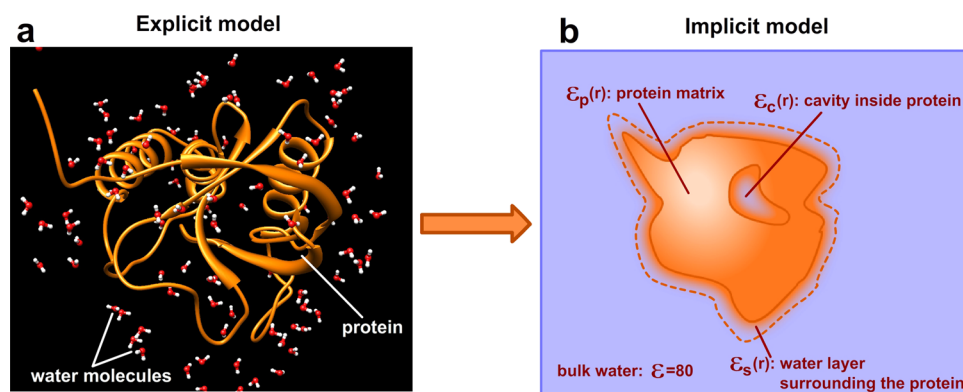 a
Explicit model
protein
water molecules
b
Implicit model
εp(r): protein matrix
εc(r): cavity inside protein
bulk water: ε=80
εs(r): water layer
surrounding the protein